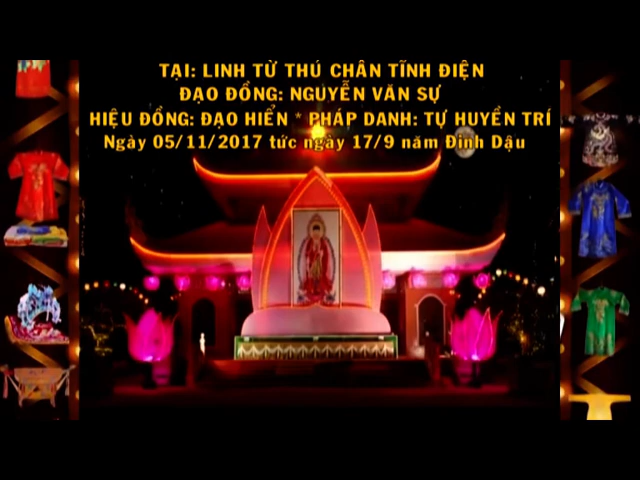 TẠI: LINH TỪ THÚ CHÂN TĨNH ĐIỆN
ĐẠO ĐỒNG: NGUYỄN VĂN SỰ
HIỆU ĐỒNG: ĐẠO HIỂN * PHÁP DANH: TỰ HUYỀN TRÍ
Ngày 05/11/2017 tức ngày 17/9 năm Đinh Dậu